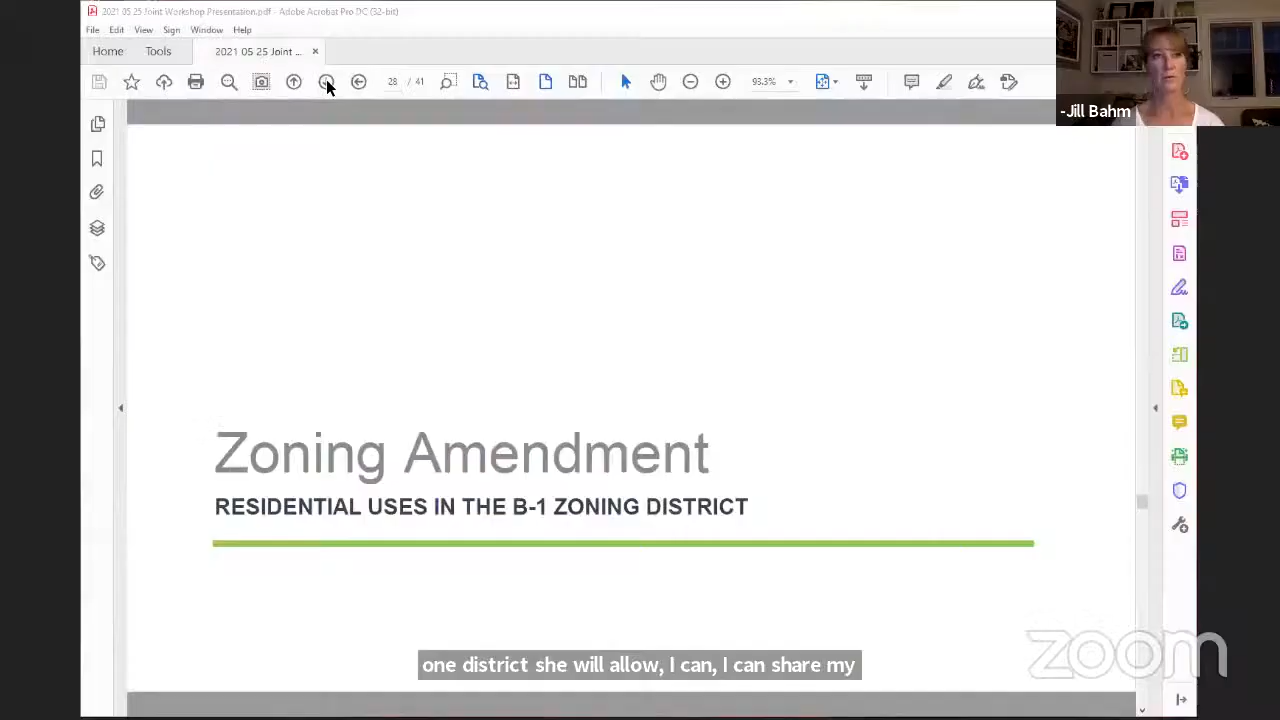 2021 05 25 Joint Workshop Presentation.pdf - Adobe Acrobat Pro DC (32-bit)
File Edit View Sign Window Help
Home Tools 2021 05 25 Joint ... ×
28 / 41 93.3%
-Jill Bahm
Zoning Amendment
RESIDENTIAL USES IN THE B-1 ZONING DISTRICT
one district she will allow, I can, I can share my
zoom